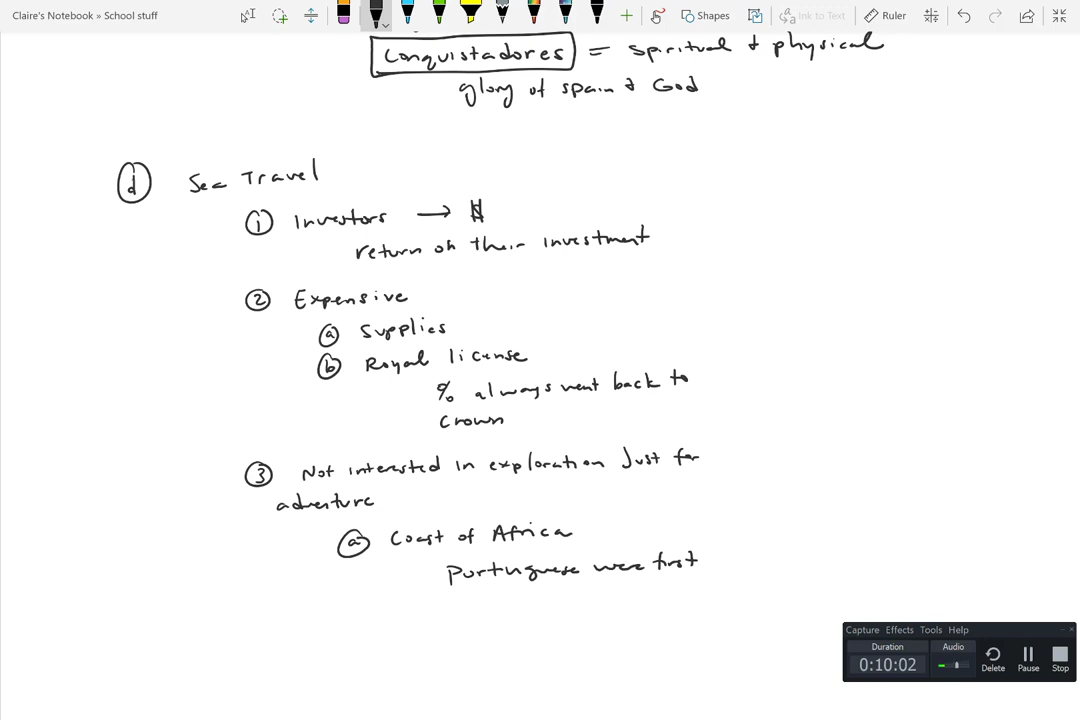 Claire's Notebook » School stuff
Shapes
Ink to Text
Ruler
Conquistadores = spiritual & physical
glory of spain & God
d Sea Travel
1 Investors → $
return on their investment
2 Expensive
a Supplies
b Royal license
% always went back to
crown
3 Not interested in exploration Just for
adventure
a Coast of Africa
Portuguese were first
Capture Effects Tools Help
Duration Audio
0:10:02 Delete Pause Stop